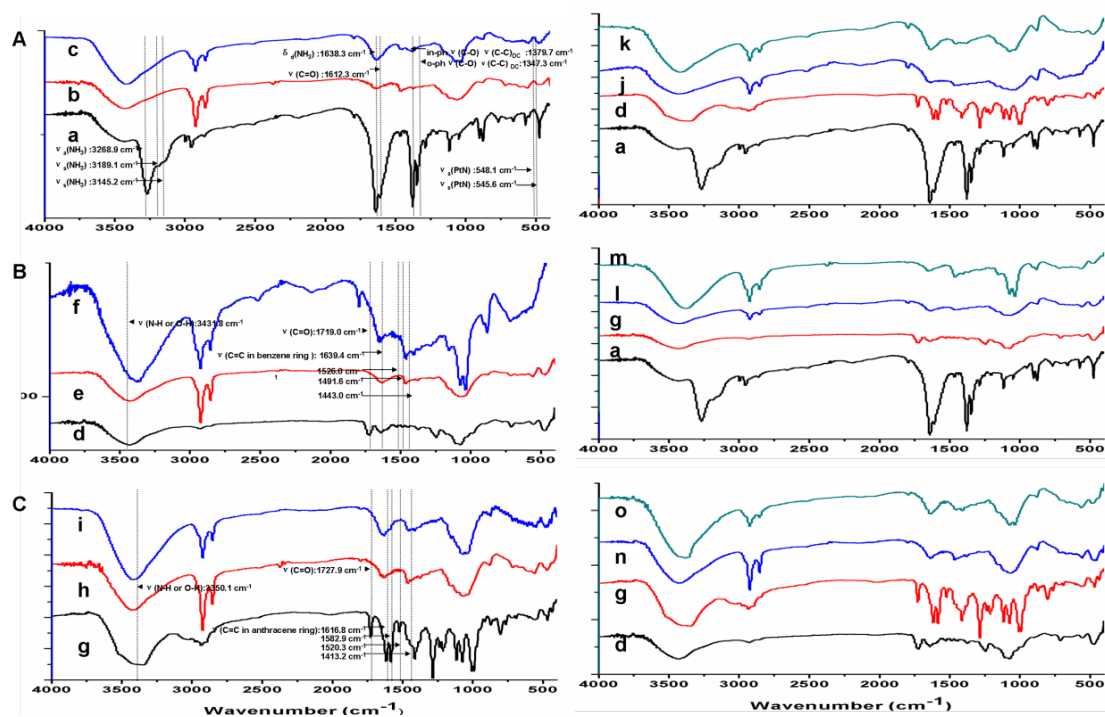 A
c
b
a
δ d(NH3) :1638.3 cm-1
ν (C=O) :1612.3 cm-1
in-ph ν (C-O) ν (C-C)DC :1379.7 cm-1
o-ph ν (C-O) ν (C-C) DC :1347.3 cm-1
ν a(NH3) :3268.9 cm-1
ν a(NH3) :3189.1 cm-1
ν s(NH3) :3145.2 cm-1
ν a(PtN) :548.1 cm-1
ν s(PtN) :545.6 cm-1
4000 3500 3000 2500 2000 1500 1000 500
k
j
d
a
4000 3500 3000 2500 2000 1500 1000 500
B
f
e
d
ν (N-H or O-H):3431.8 cm-1
ν (C=O):1719.0 cm-1
ν (C=C in benzene ring ): 1639.4 cm-1
1526.0 cm-1
1491.6 cm-1
1443.0 cm-1
4000 3500 3000 2500 2000 1500 1000 500
m
l
g
a
4000 3500 3000 2500 2000 1500 1000 500
C
i
h
g
ν (N-H or O-H):3350.1 cm-1
ν (C=O):1727.9 cm-1
(C=C in anthracene ring):1616.8 cm-1
1582.9 cm-1
1520.3 cm-1
1413.2 cm-1
4000 3500 3000 2500 2000 1500 1000 500
Wavenumber (cm-1)
o
n
g
d
4000 3500 3000 2500 2000 1500 1000 500
Wavenumber (cm-1)